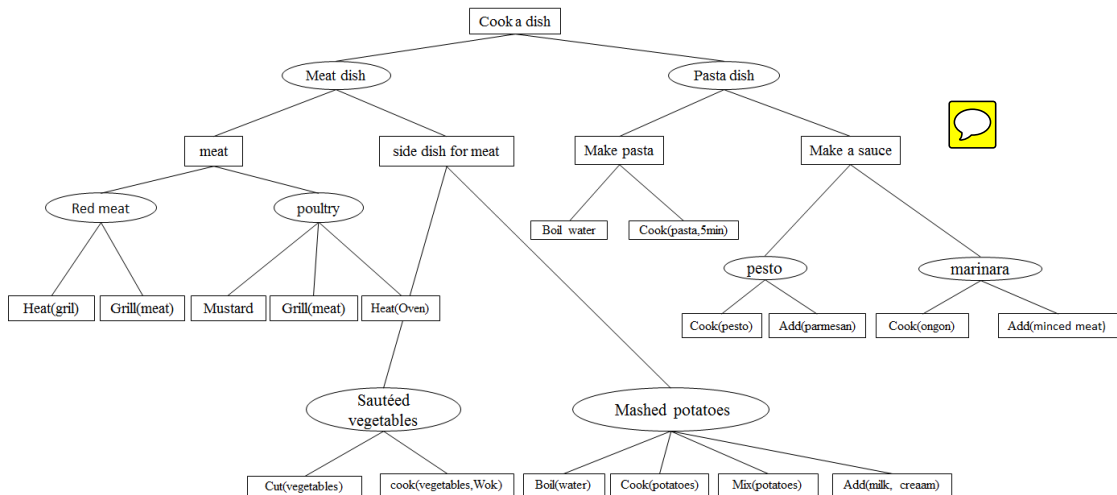 Cook a dish
Meat dish
Pasta dish
meat
side dish for meat
Make pasta
Make a sauce
Red meat
poultry
Boil water
Cook(pasta,5min)
pesto
marinara
Heat(gril)
Grill(meat)
Mustard
Grill(meat)
Heat(Oven)
Cook(pesto)
Add(parmesan)
Cook(ongon)
Add(minced meat)
Sautéed
vegetables
Mashed potatoes
Cut(vegetables)
cook(vegetables,Wok)
Boil(water)
Cook(potatoes)
Mix(potatoes)
Add(milk, creaam)